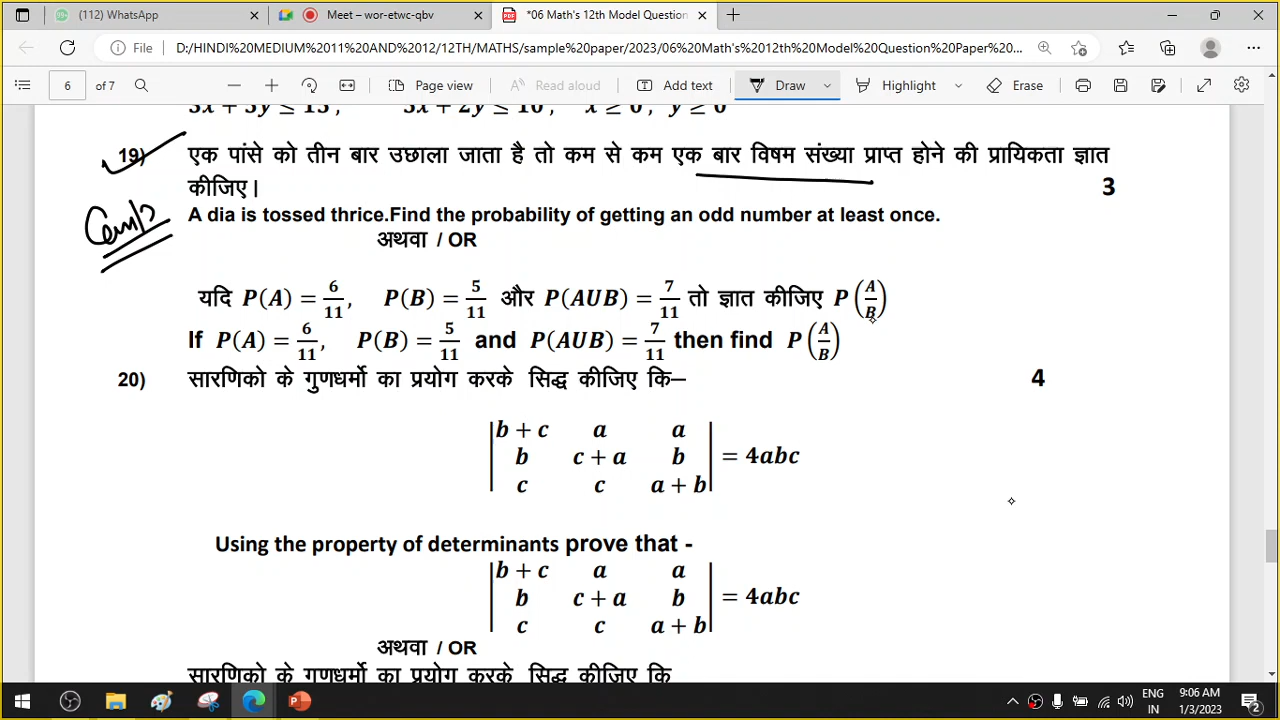 (112) WhatsApp
Meet – wor-etwc-qbv
*06 Math's 12th Model Question
File D:/HINDI%20MEDIUM%2011%20AND%2012/12TH/MATHS/sample%20paper/2023/06%20Math's%2012th%20Model%20Question%20Paper%20...
6 of 7
Page view
Read aloud
Add text
Draw
Highlight
Erase
19) एक पांसे को तीन बार उछाला जाता है तो कम से कम एक बार विषम संख्या प्राप्त होने की प्रायिकता ज्ञात
कीजिए। 3
A dia is tossed thrice.Find the probability of getting an odd number at least once.
अथवा / OR
यदि P(A) = 6/11, P(B) = 5/11 और P(AUB) = 7/11 तो ज्ञात कीजिए P(A/B)
If P(A) = 6/11, P(B) = 5/11 and P(AUB) = 7/11 then find P(A/B)
20) सारणिको के गुणधर्मो का प्रयोग करके सिद्ध कीजिए कि– 4
|b + c a a|
|b c + a b| = 4abc
|c c a + b|
Using the property of determinants prove that -
|b + c a a|
|b c + a b| = 4abc
|c c a + b|
अथवा / OR
सारणिको के गुणधर्मो का प्रयोग करके सिद्ध कीजिए कि
ENG
IN
9:06 AM
1/3/2023
2